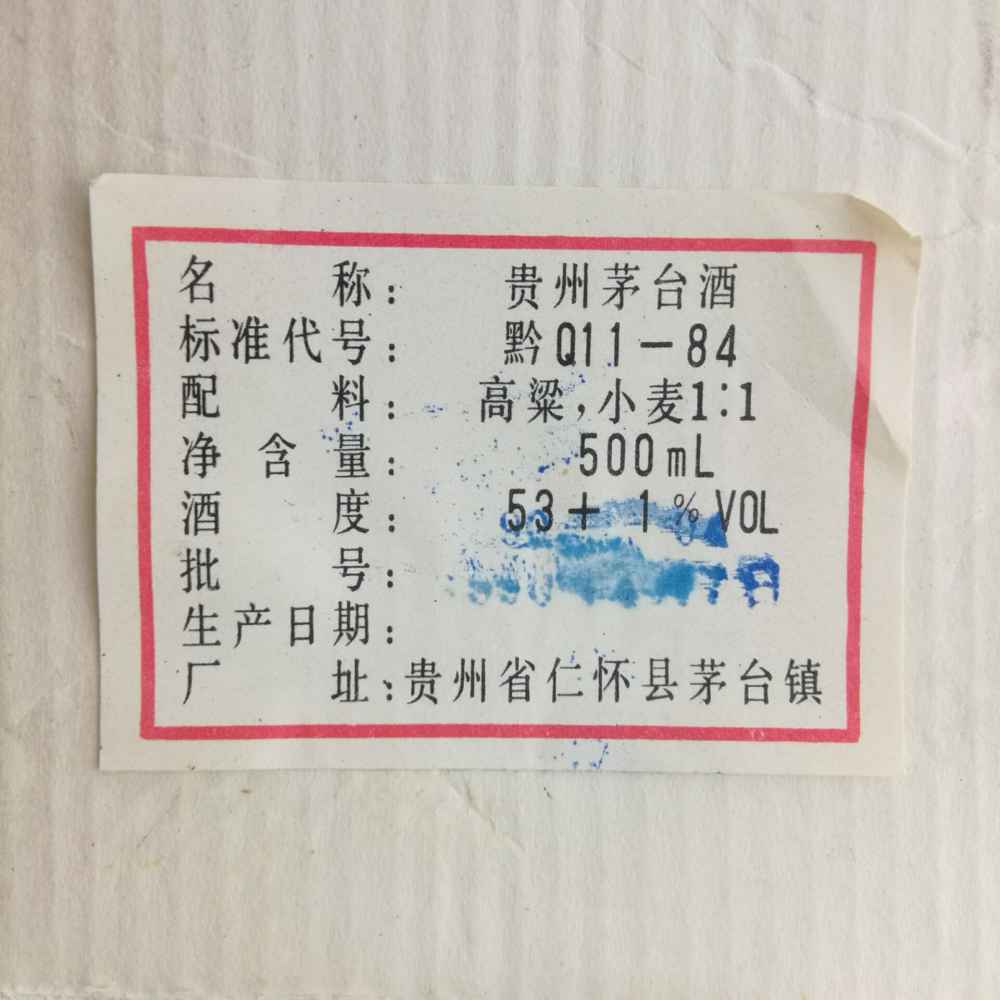 名称：贵州茅台酒
标准代号：黔Q11－84
配料：高粱，小麦1:1
净含量：500mL
酒度：53＋1％VOL
批号：
生产日期：
厂址：贵州省仁怀县茅台镇